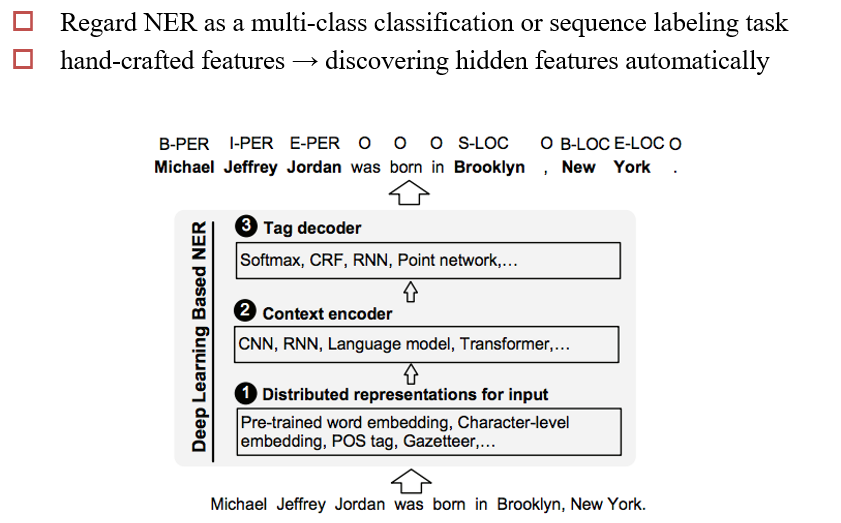 Regard NER as a multi-class classification or sequence labeling task
hand-crafted features → discovering hidden features automatically
B-PER I-PER E-PER O O O S-LOC O B-LOC E-LOC O
Michael Jeffrey Jordan was born in Brooklyn , New York .
Deep Learning Based NER
3 Tag decoder
Softmax, CRF, RNN, Point network,...
2 Context encoder
CNN, RNN, Language model, Transformer,...
1 Distributed representations for input
Pre-trained word embedding, Character-level
embedding, POS tag, Gazetteer,...
Michael Jeffrey Jordan was born in Brooklyn, New York.